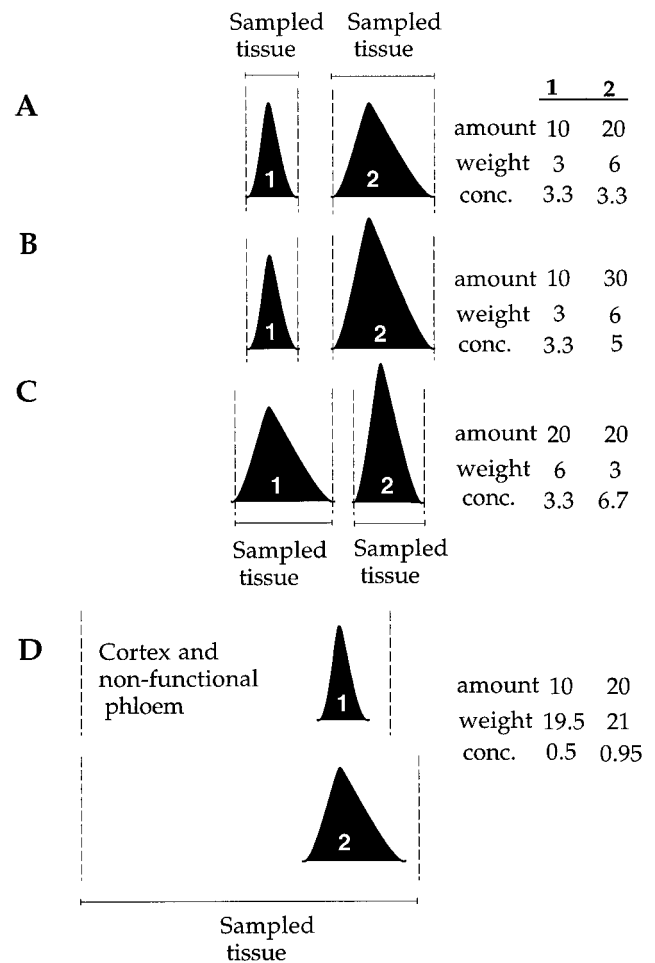 Sampled tissue
Sampled tissue
A
1 2
amount 10 20
weight 3 6
conc. 3.3 3.3
1
2
B
amount 10 30
weight 3 6
conc. 3.3 5
1
2
C
amount 20 20
weight 6 3
conc. 3.3 6.7
1
2
Sampled tissue
Sampled tissue
D
Cortex and
non-functional
phloem
1
amount 10 20
weight 19.5 21
conc. 0.5 0.95
2
Sampled
tissue